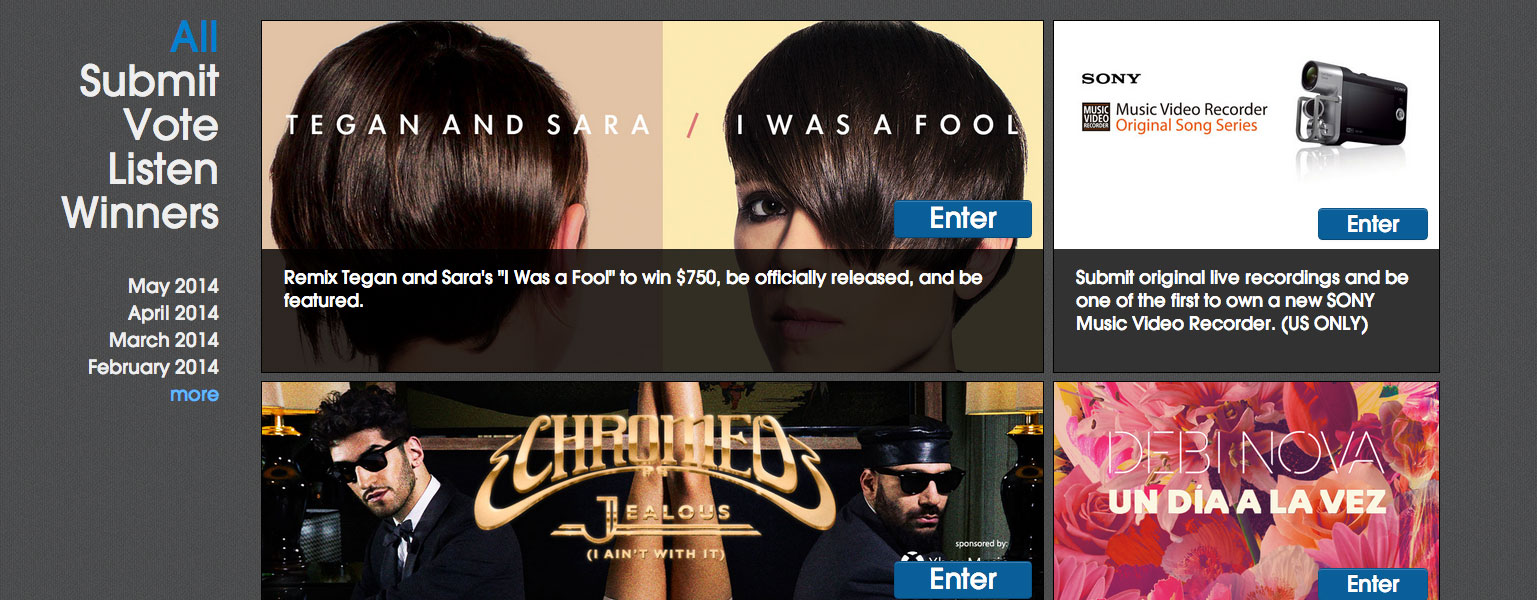 All
Submit
Vote
Listen
Winners
May 2014
April 2014
March 2014
February 2014
more
TEGAN AND SARA / I WAS A FOOL
Enter
Remix Tegan and Sara's "I Was a Fool" to win $750, be officially released, and be
featured.
SONY
MUSIC
VIDEO
RECORDER
Music Video Recorder
Original Song Series
Enter
Submit original live recordings and be
one of the first to own a new SONY
Music Video Recorder. (US ONLY)
CHROMEO
JEALOUS
(I AIN'T WITH IT)
sponsored by:
Enter
DEBI NOVA
UN DÍA A LA VEZ
Enter